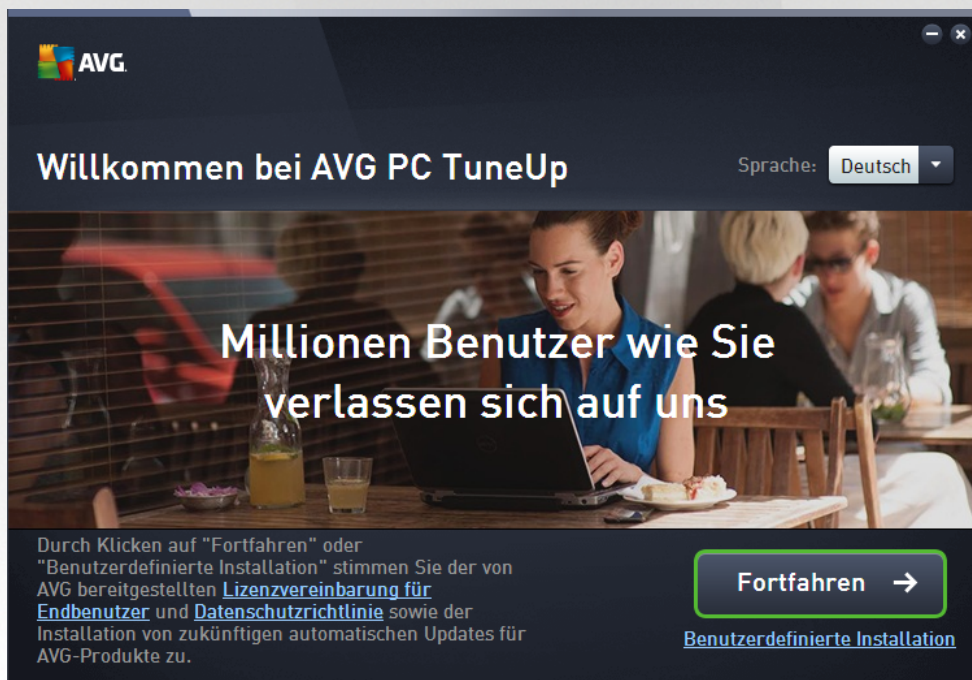 AVG
Willkommen bei AVG PC TuneUp
Sprache: Deutsch
Millionen Benutzer wie Sie
verlassen sich auf uns
Durch Klicken auf "Fortfahren" oder
"Benutzerdefinierte Installation" stimmen Sie der von
AVG bereitgestellten Lizenzvereinbarung für
Endbenutzer und Datenschutzrichtlinie sowie der
Installation von zukünftigen automatischen Updates für
AVG-Produkte zu.
Fortfahren →
Benutzerdefinierte Installation